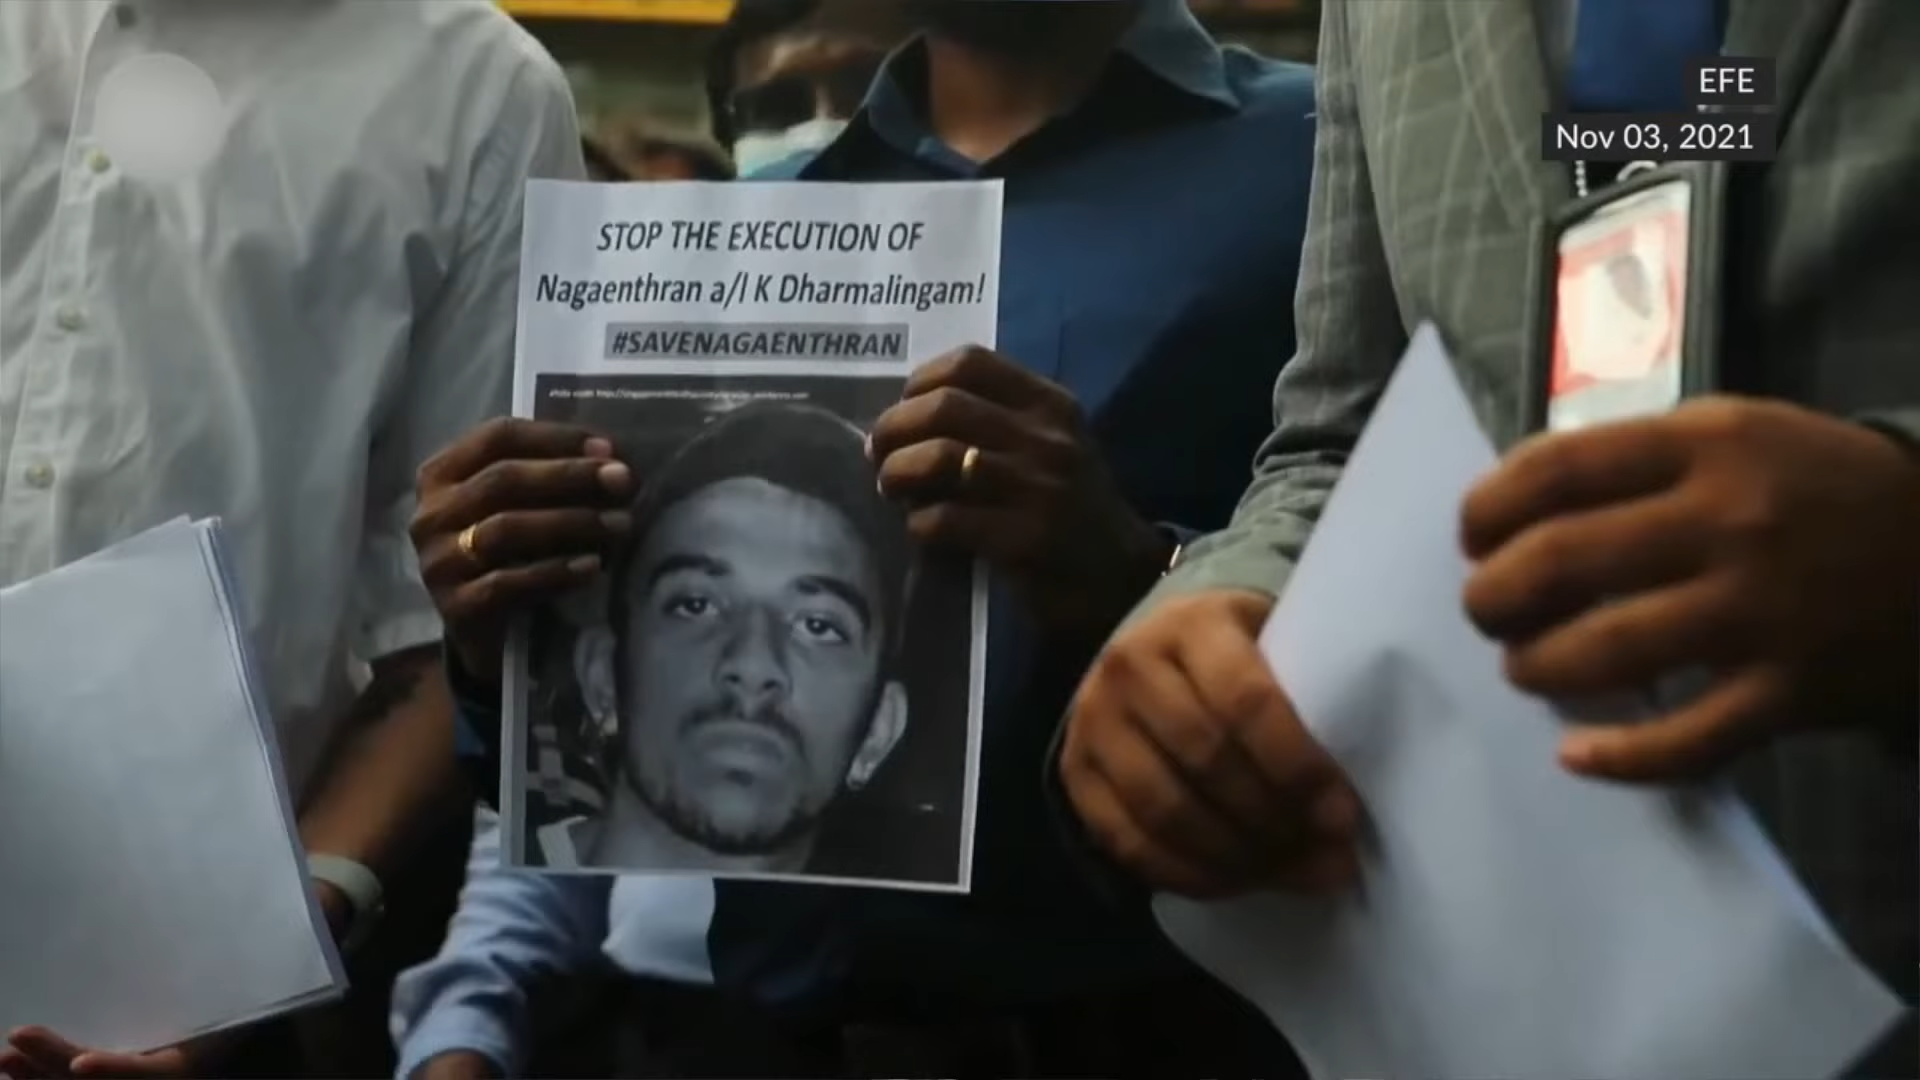 EFE
Nov 03, 2021
STOP THE EXECUTION OF
Nagaenthran a/l K Dharmalingam!
#SAVENAGAENTHRAN